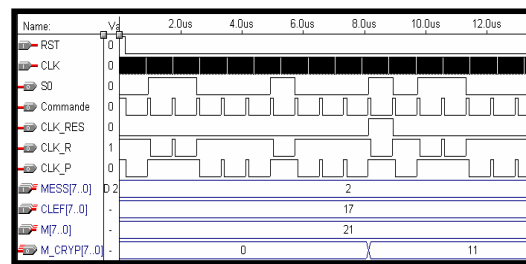 Name: Va 2.0us 4.0us 6.0us 8.0us 10.0us 12.0us
RST 0
CLK 0
S0 0
Commande 0
CLK_RES 0
CLK_R 1
CLK_P 0
MESS[7..0] D 2 2
CLEF[7..0] - 17
M[7..0] - 21
M_CRYP[7..0] - 0 11